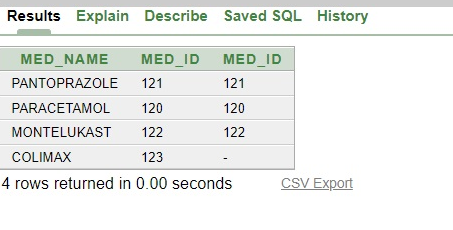 Results Explain Describe Saved SQL History
MED_NAME MED_ID MED_ID
PANTOPRAZOLE 121 121
PARACETAMOL 120 120
MONTELUKAST 122 122
COLIMAX 123 -
4 rows returned in 0.00 seconds CSV Export